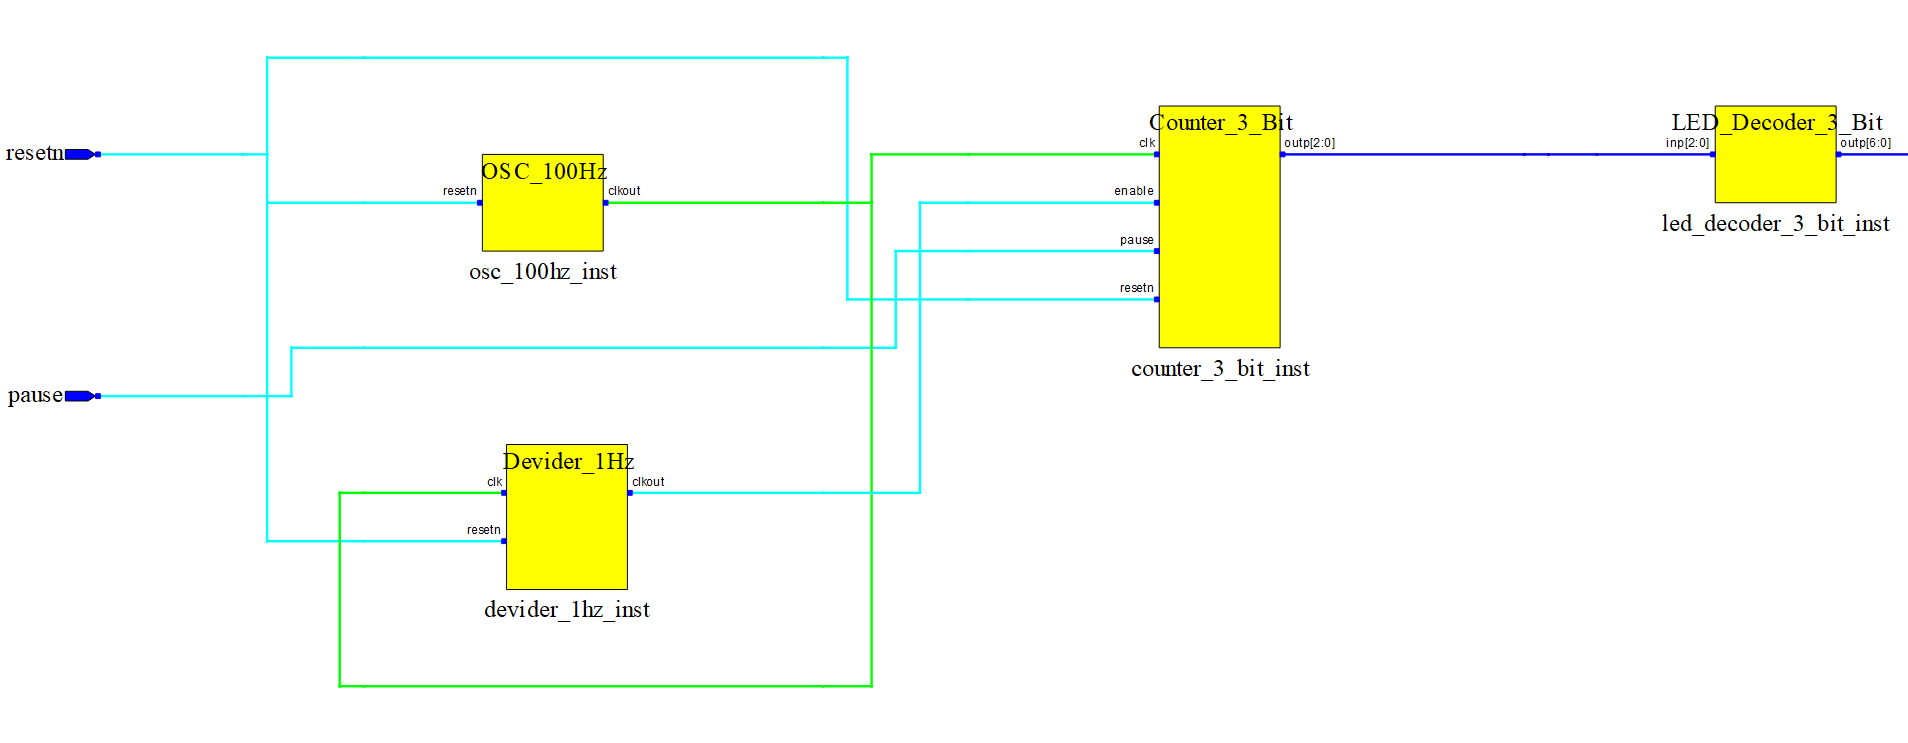 resetn
pause
OSC_100Hz
resetn
clkout
osc_100hz_inst
Devider_1Hz
clk
clkout
resetn
devider_1hz_inst
Counter_3_Bit
clk
outp[2:0]
enable
pause
resetn
counter_3_bit_inst
LED_Decoder_3_Bit
inp[2:0]
outp[6:0]
led_decoder_3_bit_inst